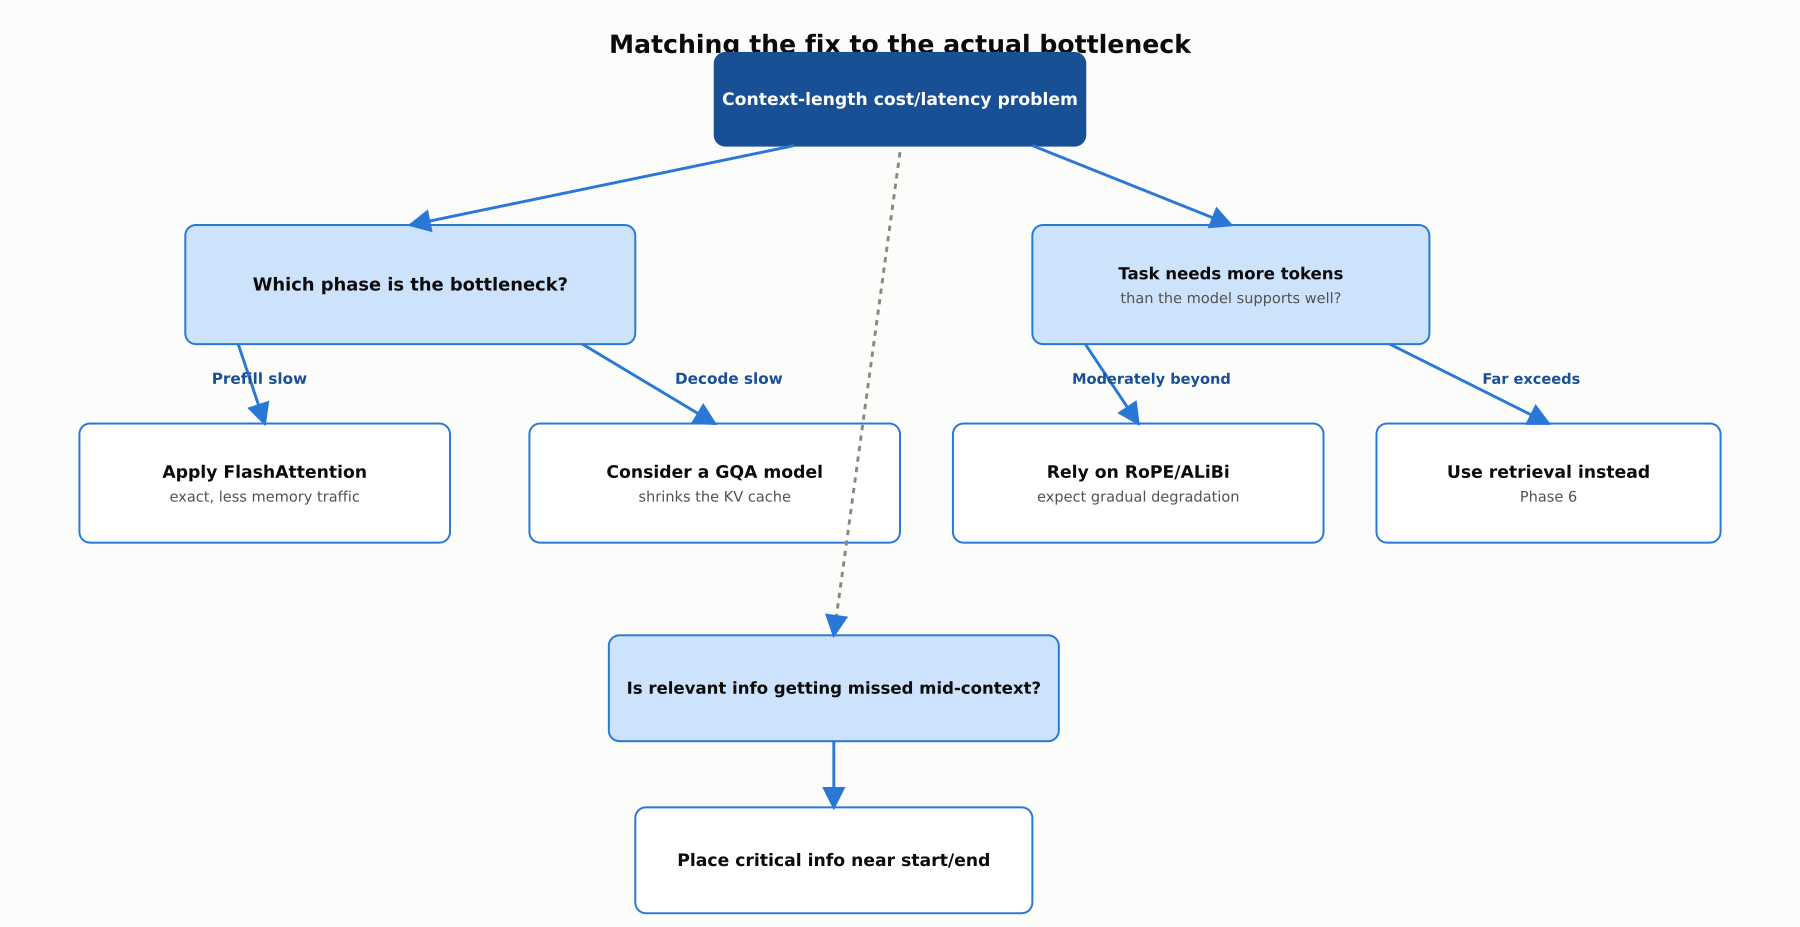 Matching the fix to the actual bottleneck
Context-length cost/latency problem
Which phase is the bottleneck?
Task needs more tokens
than the model supports well?
Prefill slow
Decode slow
Moderately beyond
Far exceeds
Apply FlashAttention
exact, less memory traffic
Consider a GQA model
shrinks the KV cache
Rely on RoPE/ALiBi
expect gradual degradation
Use retrieval instead
Phase 6
Is relevant info getting missed mid-context?
Place critical info near start/end